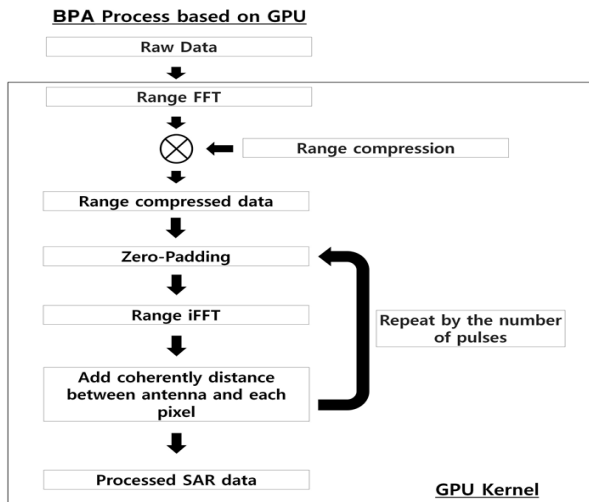 BPA Process based on GPU
Raw Data
Range FFT
Range compression
Range compressed data
Zero-Padding
Range iFFT
Repeat by the number
of pulses
Add coherently distance
between antenna and each
pixel
Processed SAR data
GPU Kernel